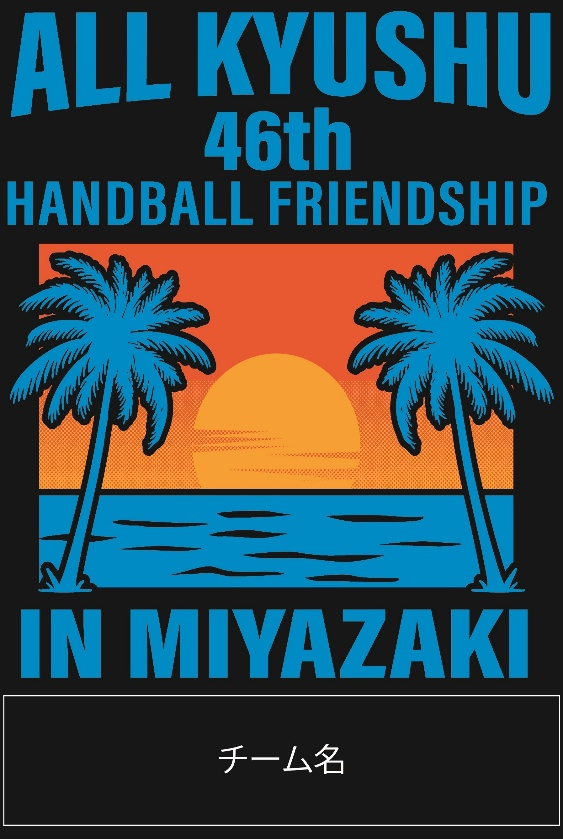 ALL KYUSHU
46th
HANDBALL FRIENDSHIP
IN MIYAZAKI
チーム名